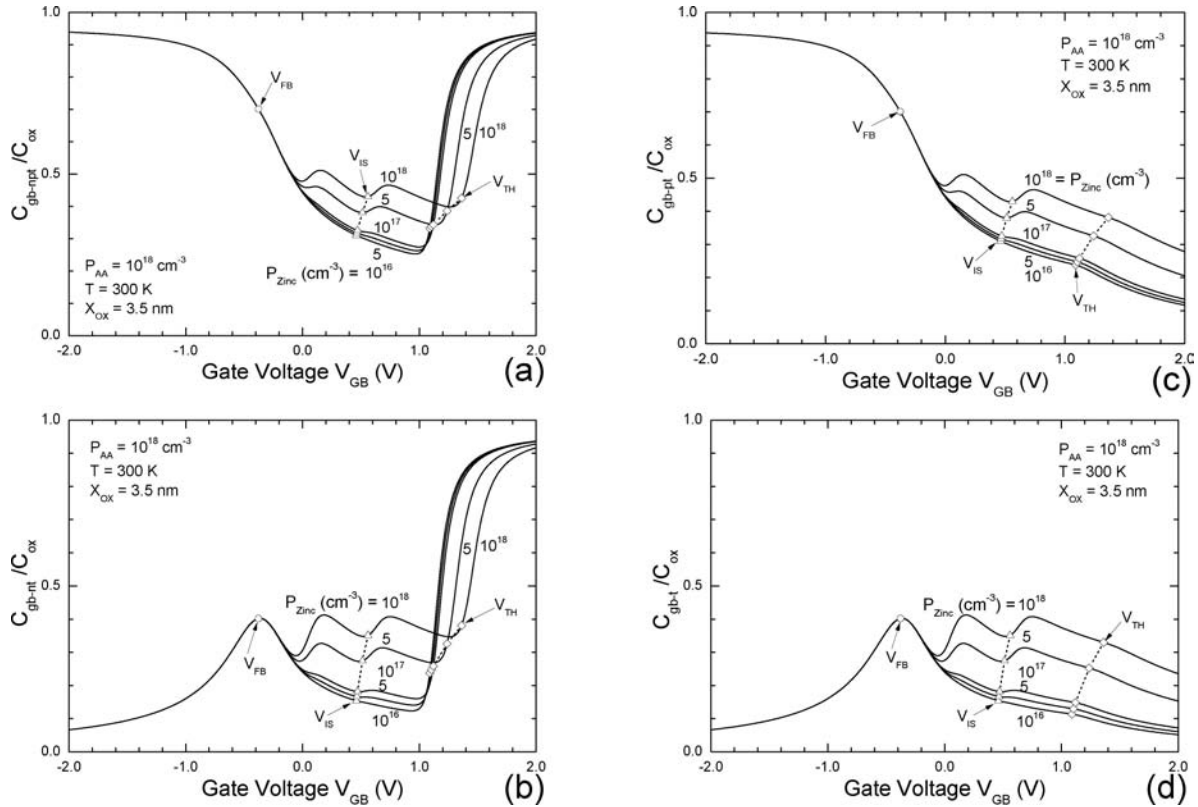 1.0
0.5
0.0
C_gb-npt /C_ox
V_FB
V_IS
10^18
5
10^17
5
P_Zinc (cm^-3) = 10^16
5 10^18
V_TH
P_AA = 10^18 cm^-3
T = 300 K
X_OX = 3.5 nm
-2.0 -1.0 0.0 1.0 2.0
Gate Voltage V_GB (V)
(a)
1.0
0.5
0.0
C_gb-pt /C_ox
P_AA = 10^18 cm^-3
T = 300 K
X_OX = 3.5 nm
V_FB
10^18 = P_Zinc (cm^-3)
5
10^17
5
10^16
V_IS
V_TH
-2.0 -1.0 0.0 1.0 2.0
Gate Voltage V_GB (V)
(c)
1.0
0.5
0.0
C_gb-nt /C_ox
P_AA = 10^18 cm^-3
T = 300 K
X_OX = 3.5 nm
5 10^18
P_Zinc (cm^-3) = 10^18
5
10^17
5
10^16
V_TH
V_FB
V_IS
-2.0 -1.0 0.0 1.0 2.0
Gate Voltage V_GB (V)
(b)
1.0
0.5
0.0
C_gb-t /C_ox
P_AA = 10^18 cm^-3
T = 300 K
X_OX = 3.5 nm
P_Zinc (cm^-3) = 10^18
5
10^17
5
10^16
V_TH
V_FB
V_IS
-2.0 -1.0 0.0 1.0 2.0
Gate Voltage V_GB (V)
(d)